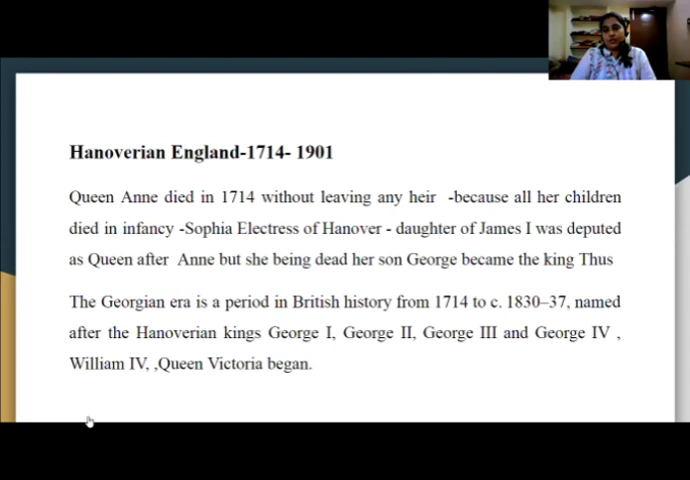 Hanoverian England-1714- 1901
Queen Anne died in 1714 without leaving any heir -because all her children
died in infancy -Sophia Electress of Hanover - daughter of James I was deputed
as Queen after Anne but she being dead her son George became the king Thus
The Georgian era is a period in British history from 1714 to c. 1830–37, named
after the Hanoverian kings George I, George II, George III and George IV ,
William IV, ,Queen Victoria began.